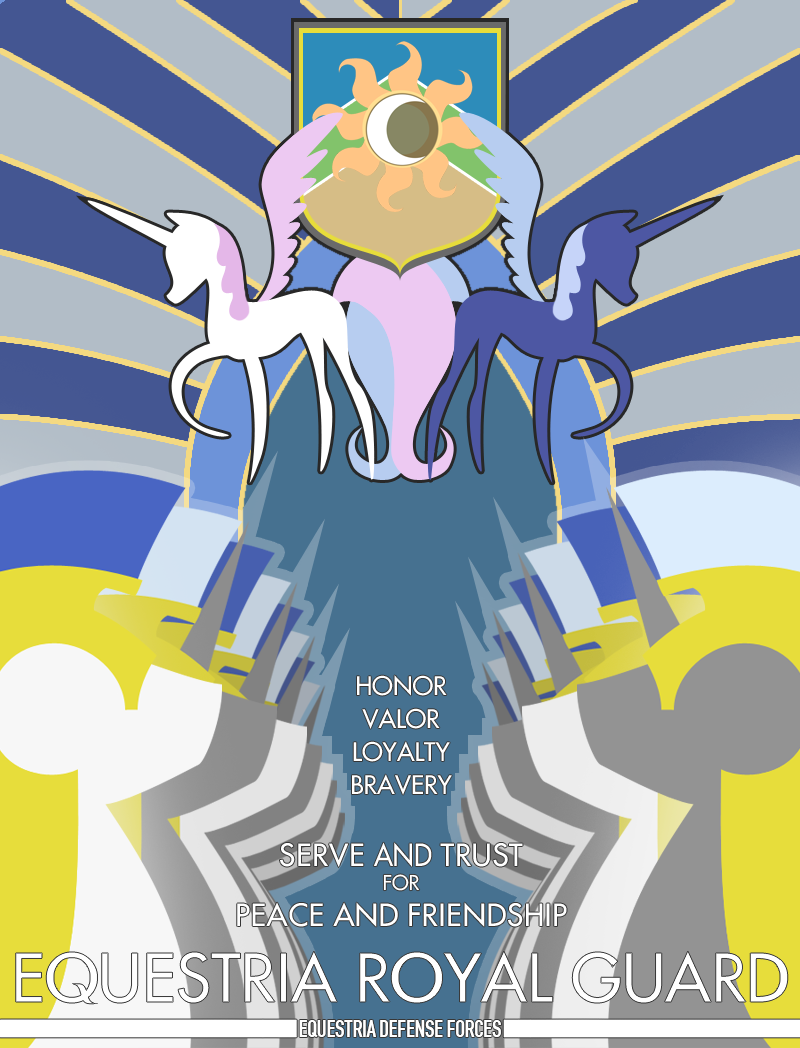 HONOR
VALOR
LOYALTY
BRAVERY
SERVE AND TRUST
FOR
PEACE AND FRIENDSHIP
EQUESTRIA ROYAL GUARD
EQUESTRIA DEFENSE FORCES